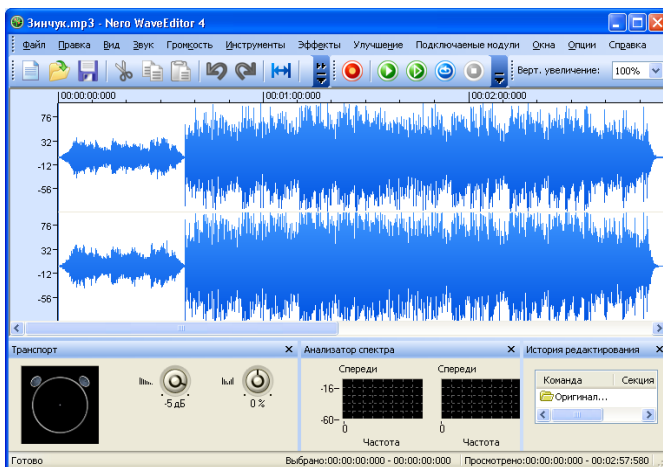 Зинчук.mp3 - Nero WaveEditor 4
Файл Правка Вид Звук Громкость Инструменты Эффекты Улучшение Подключаемые модули Окна Опции Справка
Верт. увеличение: 100%
00:00:00:000 00:01:00:000 00:02:00:000
76-
32-
-12-
-56-
76-
32-
-12-
-56-
Транспорт
-5 дБ
0 %
Анализатор спектра
Спереди Спереди
-16-
-60-
0 0
Частота Частота
История редактирования
Команда Секция
Оригинал...
Готово Выбрано:00:00:00:000 - 00:00:00:000 Просмотрено:00:00:00:000 - 00:02:57:580